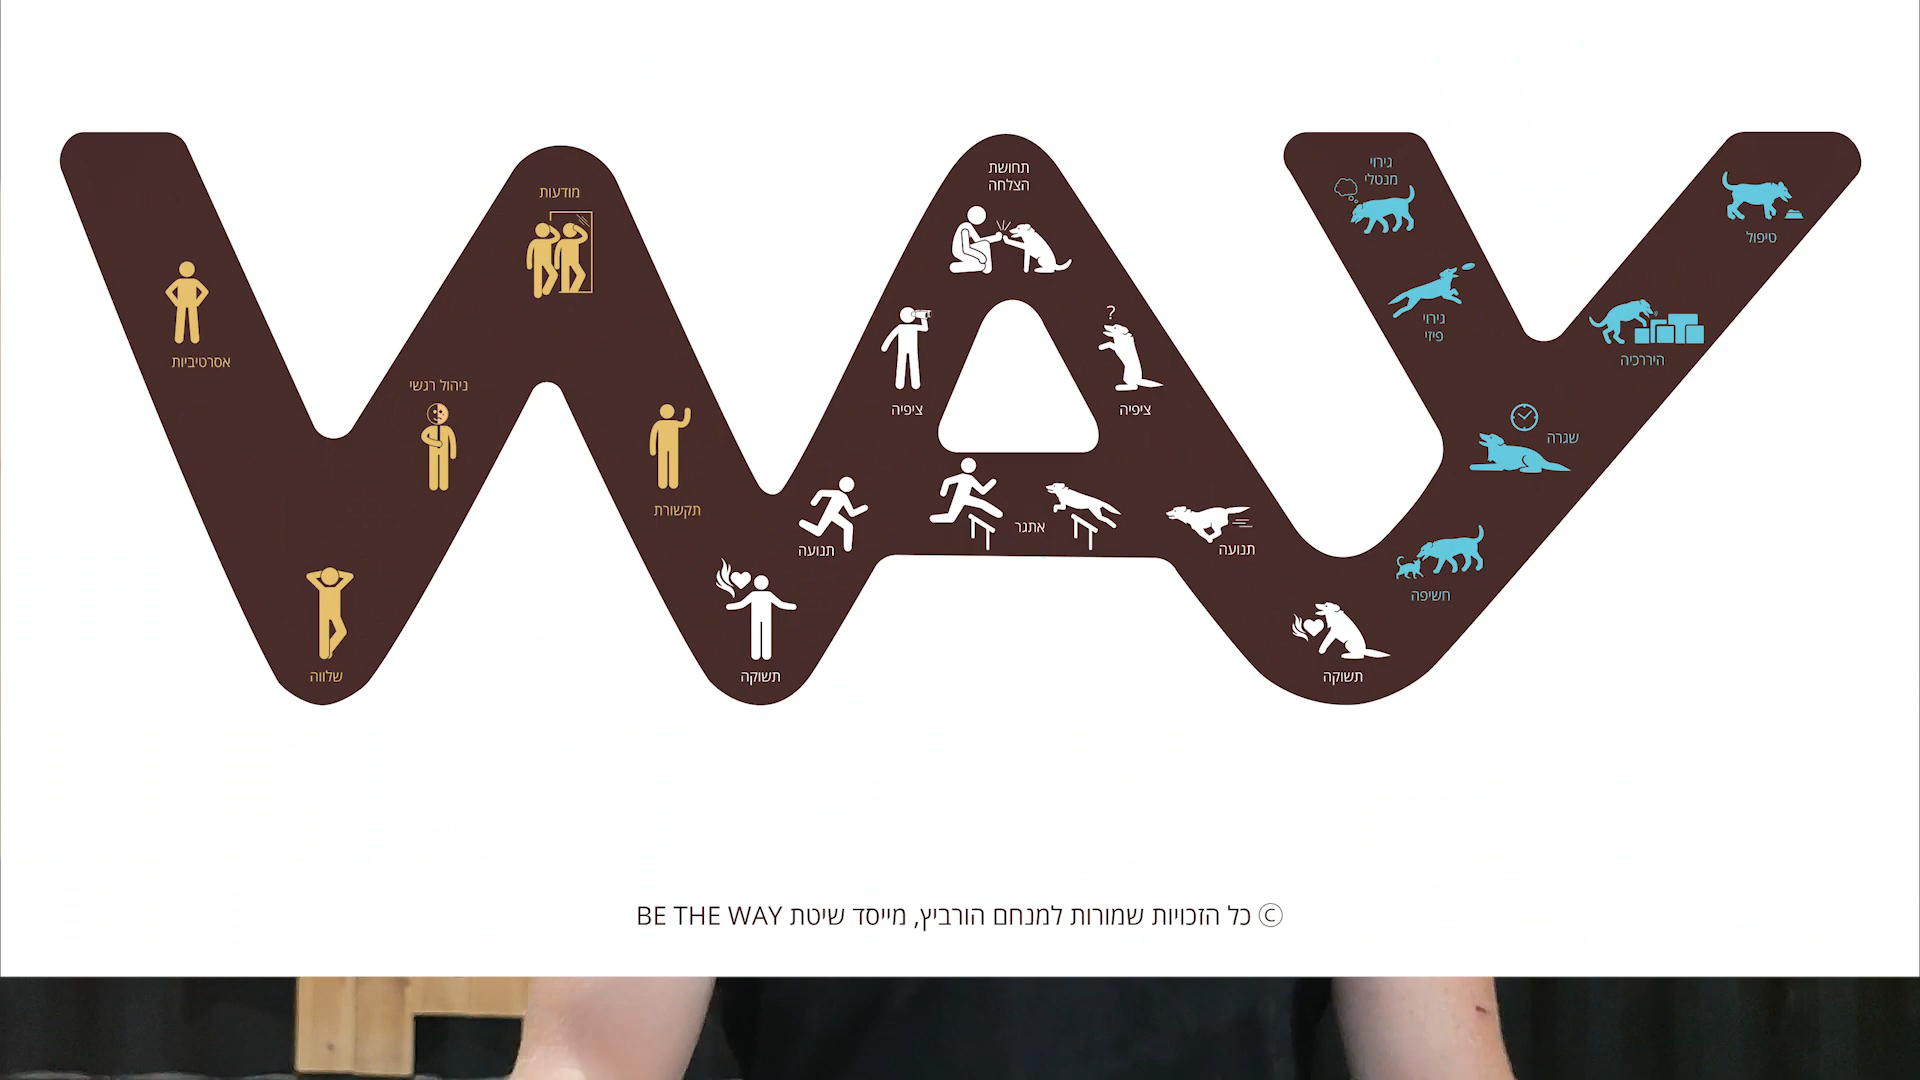 WAY
אסרטיביות
שלווה
ניהול רגשי
מודעות
תקשורת
תשוקה
תנועה
ציפיה
תחושת
הצלחה
?
ציפיה
אתגר
תנועה
תשוקה
גירוי
מנטלי
גירוי
פיזי
חשיפה
שגרה
היררכיה
טיפול
© כל הזכויות שמורות למנחם הורביץ, מייסד שיטת BE THE WAY